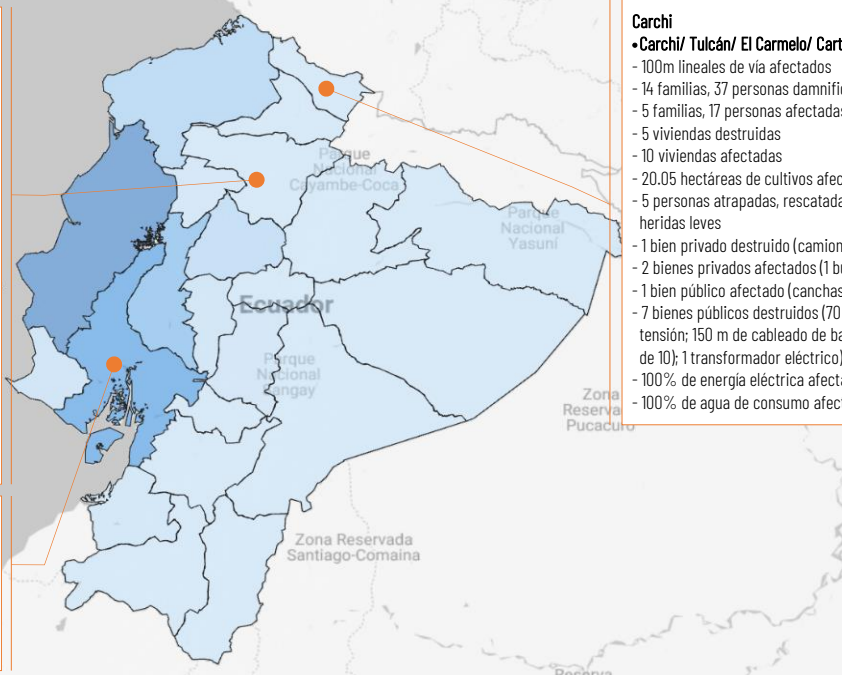 Parque
Nacional
Cayambe-Coca
Parque
Nacional
Yasuní
Ecuador
Parque
Nacional
Sangay
Zona
Reserva
Pucacuro
Zona Reservada
Santiago-Comaina
Reserva
Carchi
•Carchi/ Tulcán/ El Carmelo/ Cart
- 100m lineales de vía afectados
- 14 familias, 37 personas damnific
- 5 familias, 17 personas afectadas
- 5 viviendas destruidas
- 10 viviendas afectadas
- 20.05 hectáreas de cultivos afec
- 5 personas atrapadas, rescatada
heridas leves
- 1 bien privado destruido (camion
- 2 bienes privados afectados (1 bu
- 1 bien público afectado (canchas
- 7 bienes públicos destruidos (70
tensión; 150 m de cableado de ba
de 10); 1 transformador eléctrico)
- 100% de energía eléctrica afecta
- 100% de agua de consumo afect